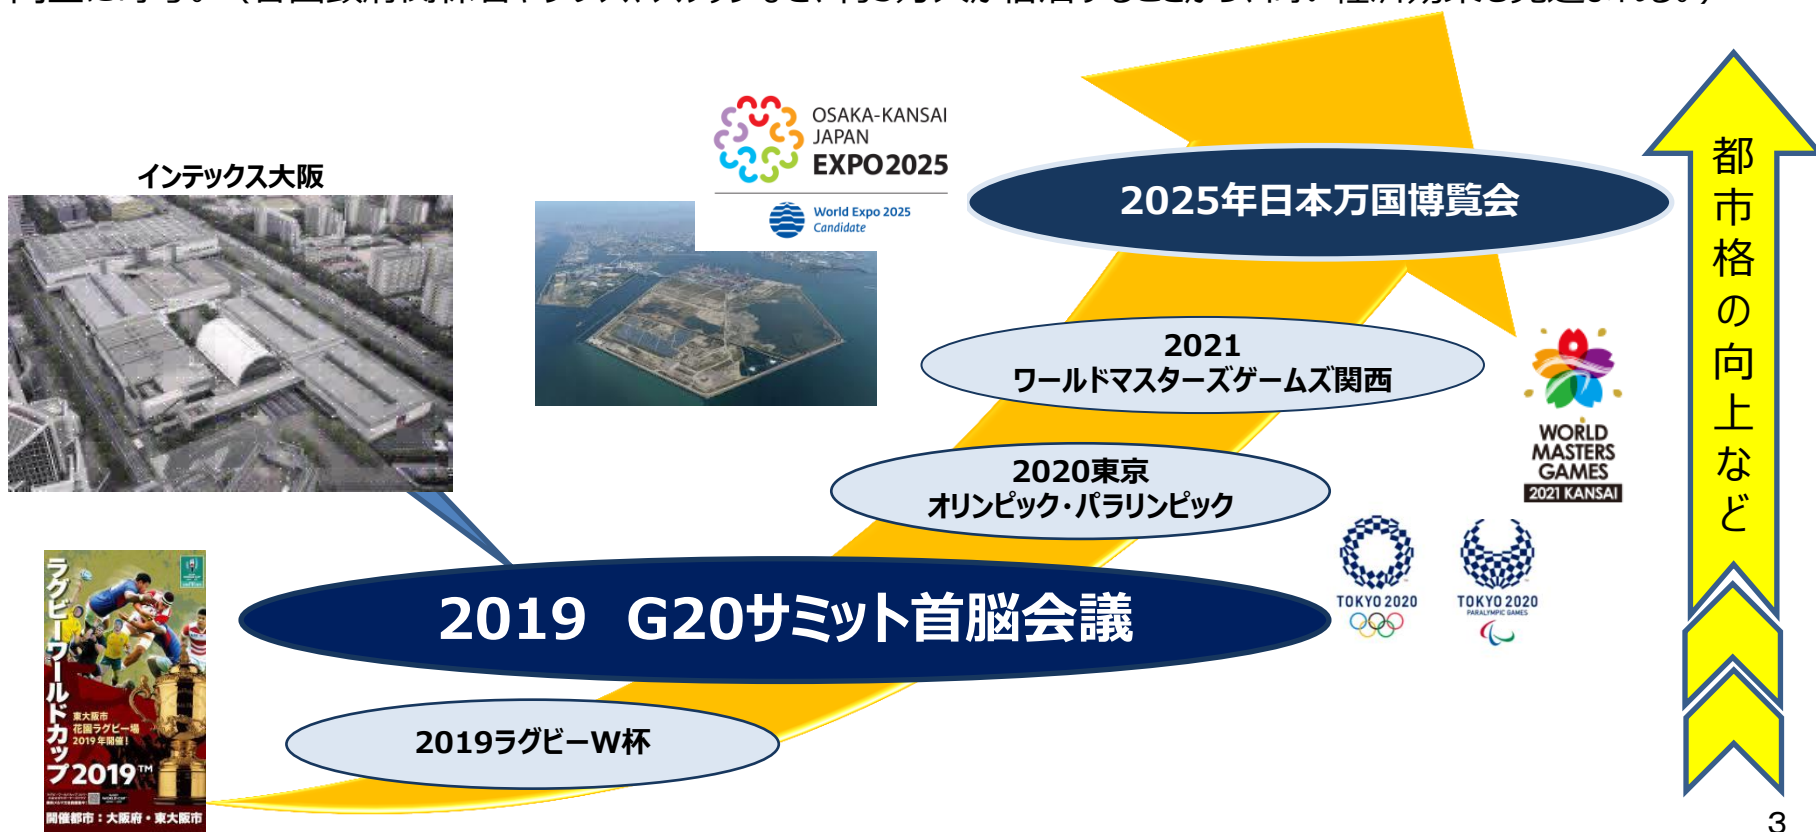 インテックス大阪
OSAKA-KANSAI
JAPAN
EXPO2025
World Expo 2025
Candidate
2025年日本万国博覧会
2021
ワールドマスターズゲームズ関西
WORLD
MASTERS
GAMES
2021 KANSAI
2020東京
オリンピック・パラリンピック
TOKYO 2020
TOKYO 2020
PARALYMPIC GAMES
2019 G20サミット首脳会議
2019ラグビーW杯
ラグビーワールドカップ2019™
東大阪市
花園ラグビー場
2019年開催！
開催都市：大阪府・東大阪市
都市格の向上など
3